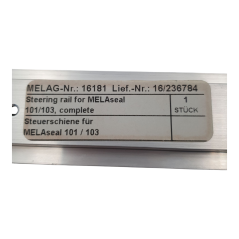 MELAG-Nr.: 16181 Lief.-Nr.: 16/236784
Steering rail for MELAseal 1
101/103, complete STÜCK
Steuerschiene für
MELAseal 101 / 103